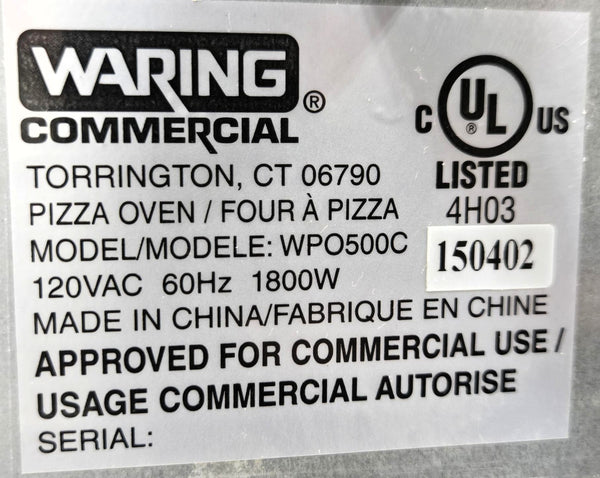 WARING
COMMERCIAL ®
C UL ® US
LISTED
4H03
TORRINGTON, CT 06790
PIZZA OVEN / FOUR À PIZZA
MODEL/MODELE: WPO500C
150402
120VAC 60Hz 1800W
MADE IN CHINA/FABRIQUE EN CHINE
APPROVED FOR COMMERCIAL USE /
USAGE COMMERCIAL AUTORISE
SERIAL: